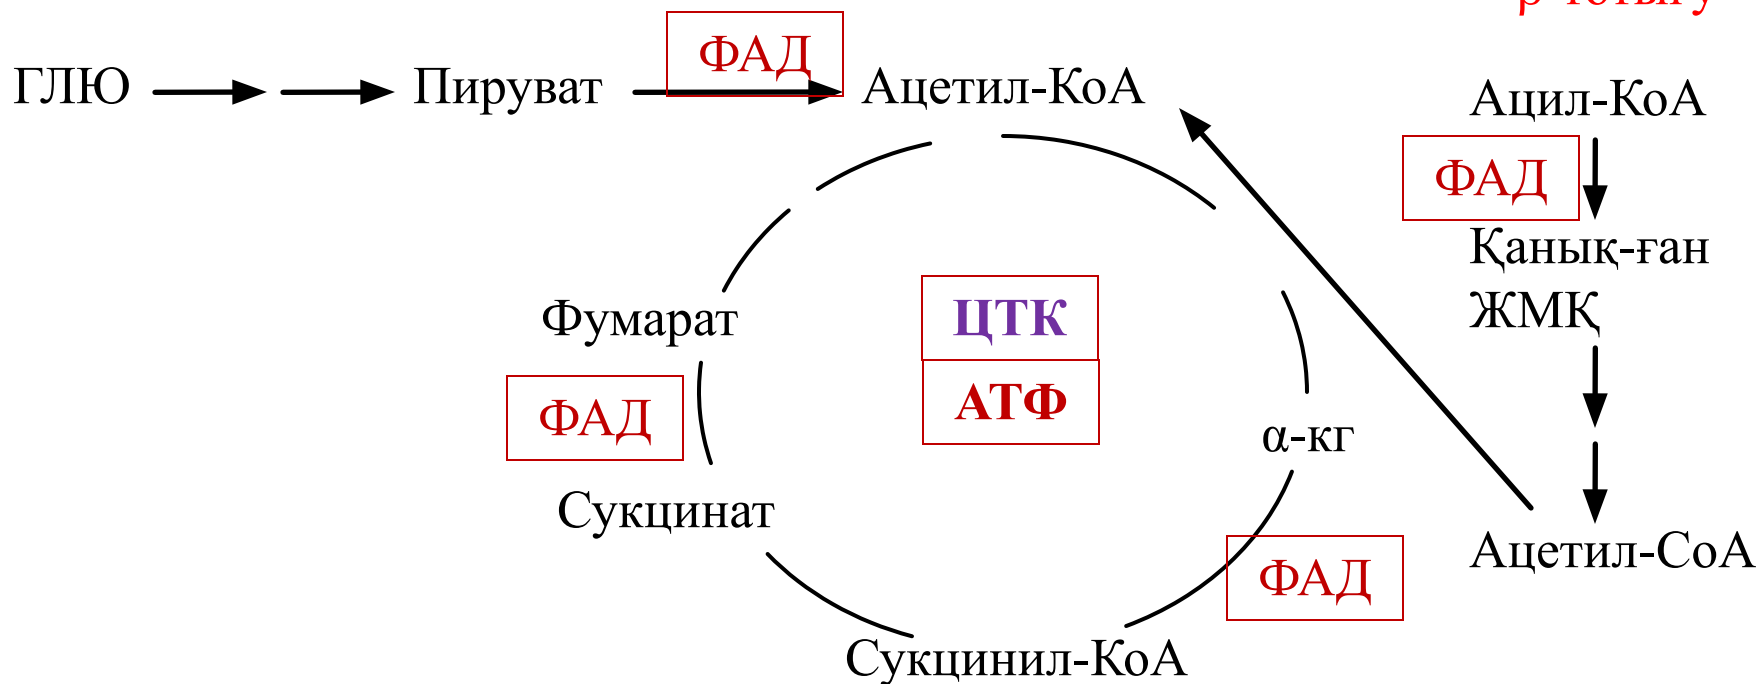 β-тотығу
ГЛЮ
Пируват
ФАД
Ацетил-КоА
Ацил-КоА
ФАД
Қанық-ған
ЖМҚ
Фумарат
ЦТК
АТФ
ФАД
α-кг
Сукцинат
Ацетил-СоА
ФАД
Сукцинил-КоА